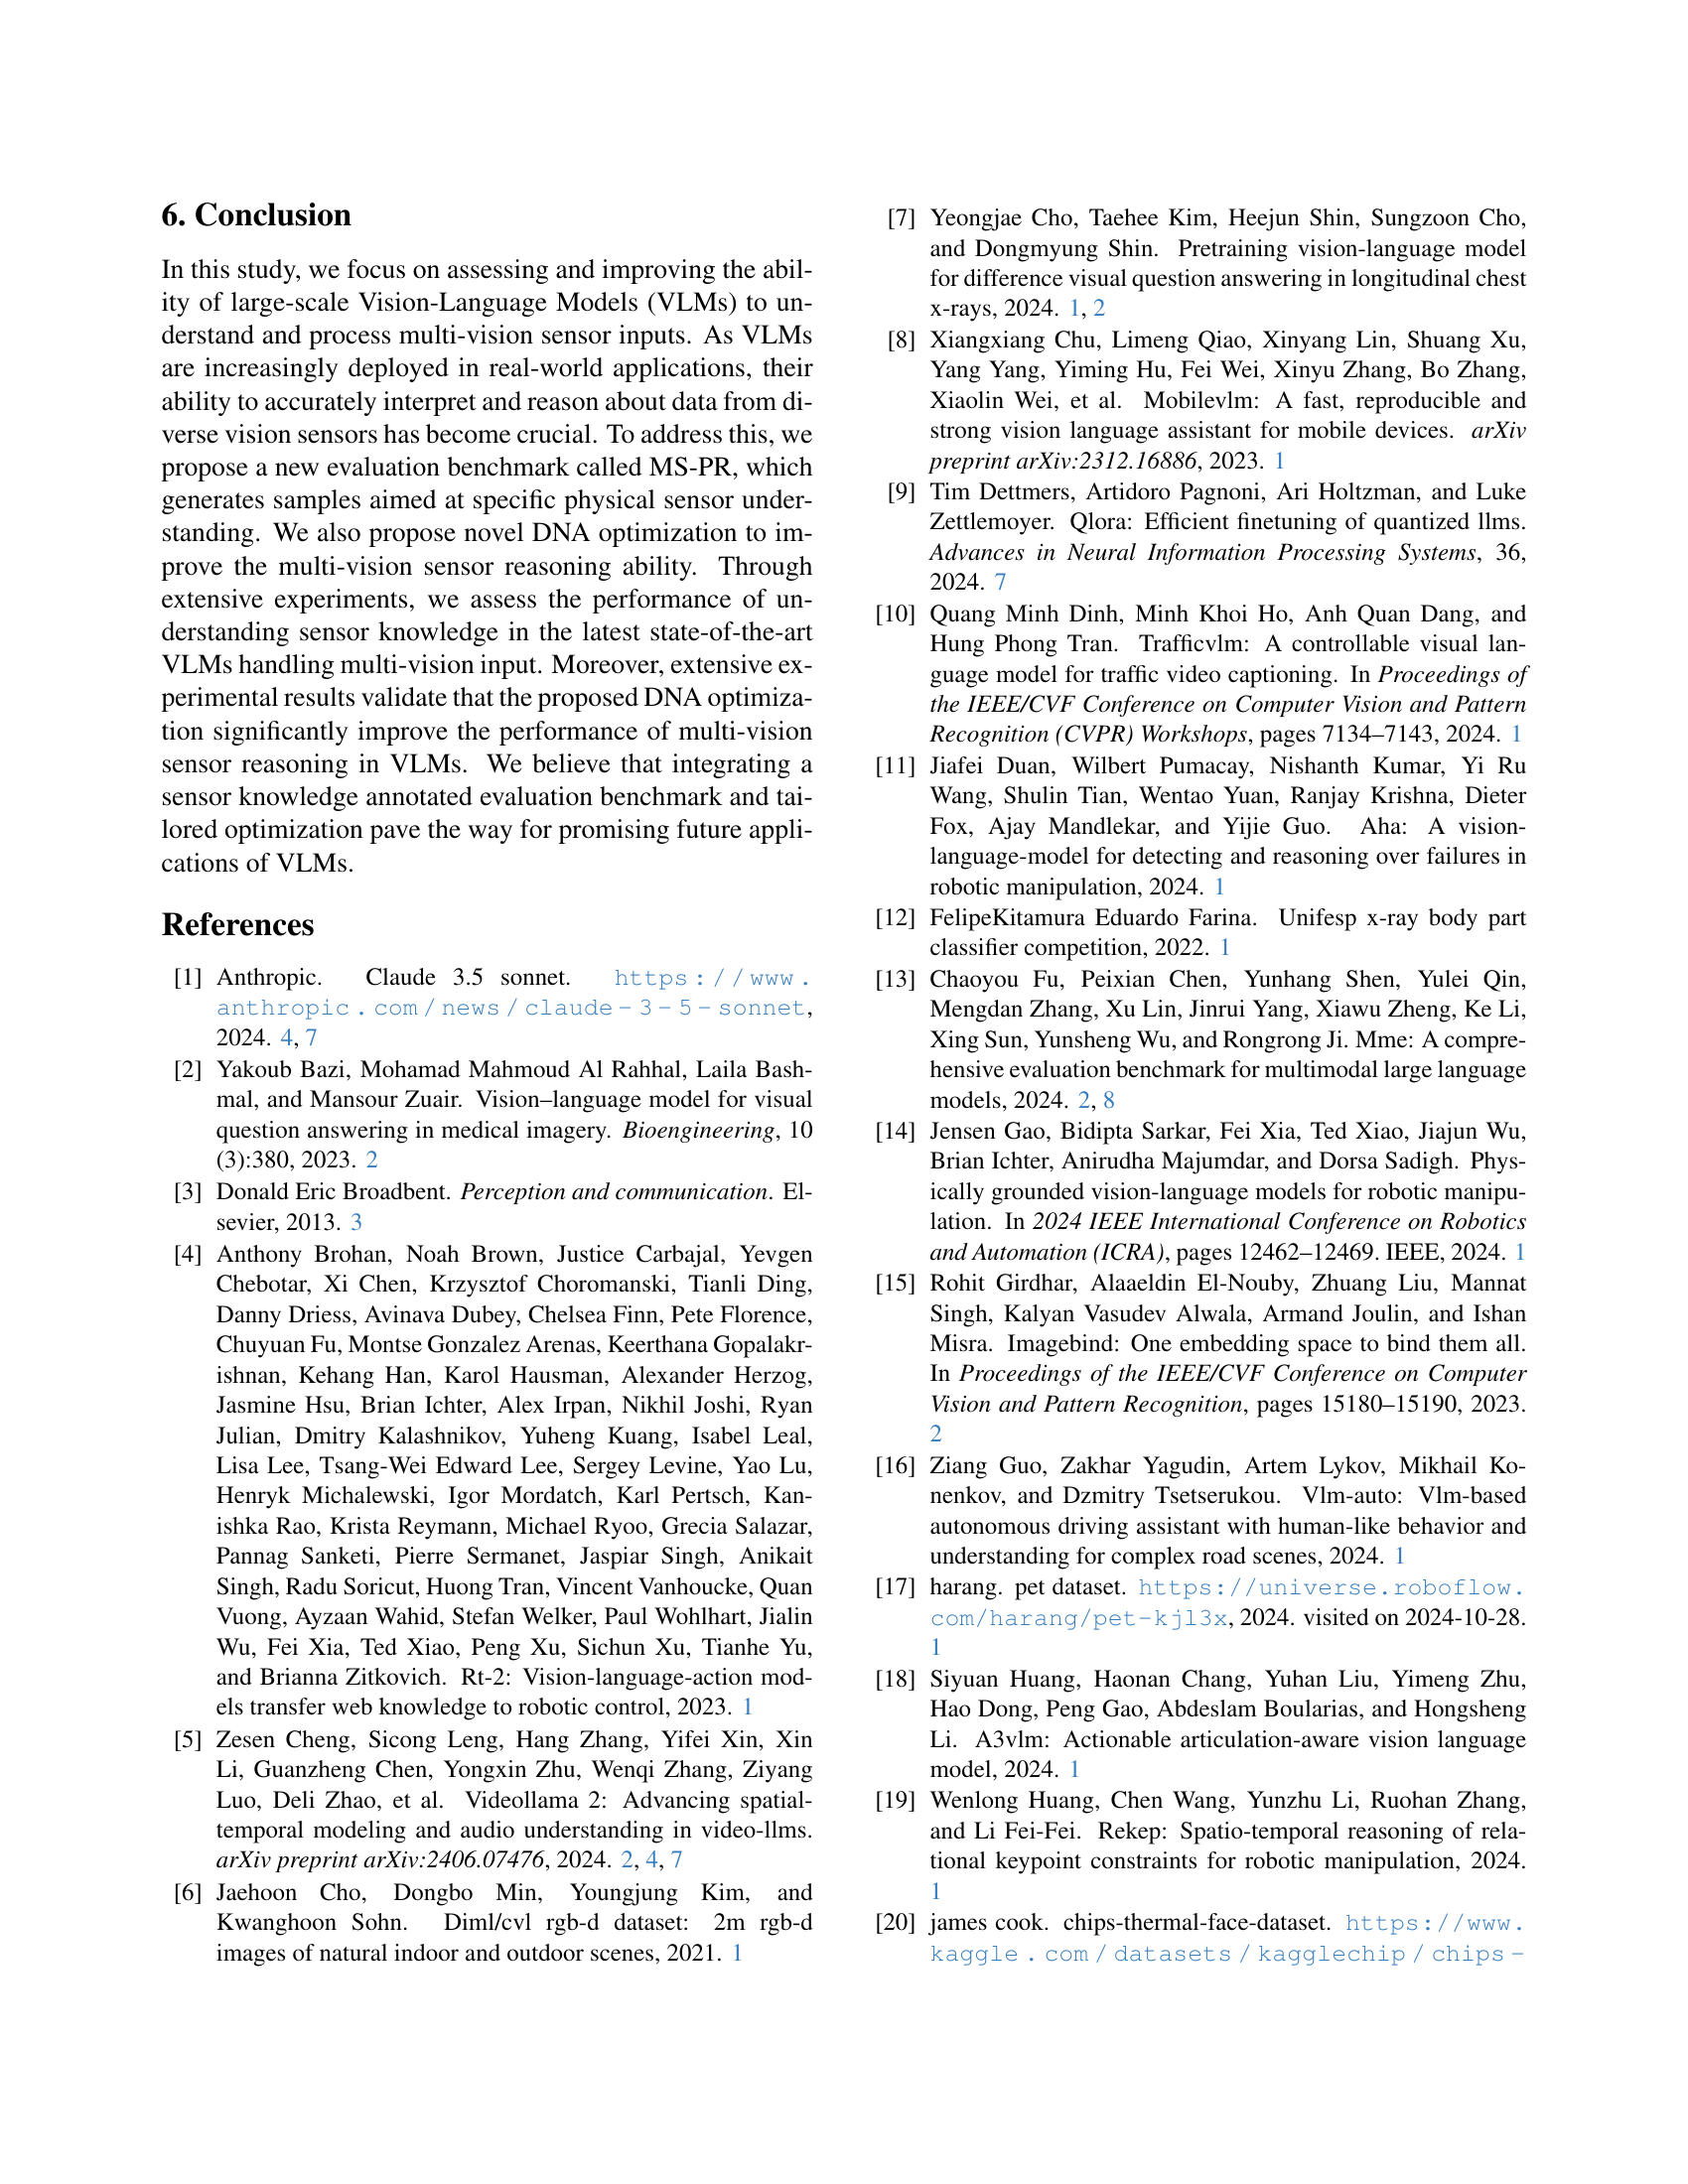 6. Conclusion
In this study, we focus on assessing and improving the abil-
ity of large-scale Vision-Language Models (VLMs) to un-
derstand and process multi-vision sensor inputs. As VLMs
are increasingly deployed in real-world applications, their
ability to accurately interpret and reason about data from di-
verse vision sensors has become crucial. To address this, we
propose a new evaluation benchmark called MS-PR, which
generates samples aimed at specific physical sensor under-
standing. We also propose novel DNA optimization to im-
prove the multi-vision sensor reasoning ability. Through
extensive experiments, we assess the performance of un-
derstanding sensor knowledge in the latest state-of-the-art
VLMs handling multi-vision input. Moreover, extensive ex-
perimental results validate that the proposed DNA optimiza-
tion significantly improve the performance of multi-vision
sensor reasoning in VLMs. We believe that integrating a
sensor knowledge annotated evaluation benchmark and tai-
lored optimization pave the way for promising future appli-
cations of VLMs.
References
[1] Anthropic. Claude 3.5 sonnet. https://www.
anthropic.com/news/claude-3-5-sonnet,
2024. 4, 7
[2] Yakoub Bazi, Mohamad Mahmoud Al Rahhal, Laila Bash-
mal, and Mansour Zuair. Vision–language model for visual
question answering in medical imagery. Bioengineering, 10
(3):380, 2023. 2
[3] Donald Eric Broadbent. Perception and communication. El-
sevier, 2013. 3
[4] Anthony Brohan, Noah Brown, Justice Carbajal, Yevgen
Chebotar, Xi Chen, Krzysztof Choromanski, Tianli Ding,
Danny Driess, Avinava Dubey, Chelsea Finn, Pete Florence,
Chuyuan Fu, Montse Gonzalez Arenas, Keerthana Gopalakr-
ishnan, Kehang Han, Karol Hausman, Alexander Herzog,
Jasmine Hsu, Brian Ichter, Alex Irpan, Nikhil Joshi, Ryan
Julian, Dmitry Kalashnikov, Yuheng Kuang, Isabel Leal,
Lisa Lee, Tsang-Wei Edward Lee, Sergey Levine, Yao Lu,
Henryk Michalewski, Igor Mordatch, Karl Pertsch, Kan-
ishka Rao, Krista Reymann, Michael Ryoo, Grecia Salazar,
Pannag Sanketi, Pierre Sermanet, Jaspiar Singh, Anikait
Singh, Radu Soricut, Huong Tran, Vincent Vanhoucke, Quan
Vuong, Ayzaan Wahid, Stefan Welker, Paul Wohlhart, Jialin
Wu, Fei Xia, Ted Xiao, Peng Xu, Sichun Xu, Tianhe Yu,
and Brianna Zitkovich. Rt-2: Vision-language-action mod-
els transfer web knowledge to robotic control, 2023. 1
[5] Zesen Cheng, Sicong Leng, Hang Zhang, Yifei Xin, Xin
Li, Guanzheng Chen, Yongxin Zhu, Wenqi Zhang, Ziyang
Luo, Deli Zhao, et al. Videollama 2: Advancing spatial-
temporal modeling and audio understanding in video-llms.
arXiv preprint arXiv:2406.07476, 2024. 2, 4, 7
[6] Jaehoon Cho, Dongbo Min, Youngjung Kim, and
Kwanghoon Sohn. Diml/cvl rgb-d dataset: 2m rgb-d
images of natural indoor and outdoor scenes, 2021. 1
[7] Yeongjae Cho, Taehee Kim, Heejun Shin, Sungzoon Cho,
and Dongmyung Shin. Pretraining vision-language model
for difference visual question answering in longitudinal chest
x-rays, 2024. 1, 2
[8] Xiangxiang Chu, Limeng Qiao, Xinyang Lin, Shuang Xu,
Yang Yang, Yiming Hu, Fei Wei, Xinyu Zhang, Bo Zhang,
Xiaolin Wei, et al. Mobilevlm: A fast, reproducible and
strong vision language assistant for mobile devices. arXiv
preprint arXiv:2312.16886, 2023. 1
[9] Tim Dettmers, Artidoro Pagnoni, Ari Holtzman, and Luke
Zettlemoyer. Qlora: Efficient finetuning of quantized llms.
Advances in Neural Information Processing Systems, 36,
2024. 7
[10] Quang Minh Dinh, Minh Khoi Ho, Anh Quan Dang, and
Hung Phong Tran. Trafficvlm: A controllable visual lan-
guage model for traffic video captioning. In Proceedings of
the IEEE/CVF Conference on Computer Vision and Pattern
Recognition (CVPR) Workshops, pages 7134–7143, 2024. 1
[11] Jiafei Duan, Wilbert Pumacay, Nishanth Kumar, Yi Ru
Wang, Shulin Tian, Wentao Yuan, Ranjay Krishna, Dieter
Fox, Ajay Mandlekar, and Yijie Guo. Aha: A vision-
language-model for detecting and reasoning over failures in
robotic manipulation, 2024. 1
[12] FelipeKitamura Eduardo Farina. Unifesp x-ray body part
classifier competition, 2022. 1
[13] Chaoyou Fu, Peixian Chen, Yunhang Shen, Yulei Qin,
Mengdan Zhang, Xu Lin, Jinrui Yang, Xiawu Zheng, Ke Li,
Xing Sun, Yunsheng Wu, and Rongrong Ji. Mme: A compre-
hensive evaluation benchmark for multimodal large language
models, 2024. 2, 8
[14] Jensen Gao, Bidipta Sarkar, Fei Xia, Ted Xiao, Jiajun Wu,
Brian Ichter, Anirudha Majumdar, and Dorsa Sadigh. Phys-
ically grounded vision-language models for robotic manipu-
lation. In 2024 IEEE International Conference on Robotics
and Automation (ICRA), pages 12462–12469. IEEE, 2024. 1
[15] Rohit Girdhar, Alaaeldin El-Nouby, Zhuang Liu, Mannat
Singh, Kalyan Vasudev Alwala, Armand Joulin, and Ishan
Misra. Imagebind: One embedding space to bind them all.
In Proceedings of the IEEE/CVF Conference on Computer
Vision and Pattern Recognition, pages 15180–15190, 2023.
2
[16] Ziang Guo, Zakhar Yagudin, Artem Lykov, Mikhail Ko-
nenkov, and Dzmitry Tsetserukou. Vlm-auto: Vlm-based
autonomous driving assistant with human-like behavior and
understanding for complex road scenes, 2024. 1
[17] harang. pet dataset. https://universe.roboflow.
com/harang/pet-kjl3x, 2024. visited on 2024-10-28.
1
[18] Siyuan Huang, Haonan Chang, Yuhan Liu, Yimeng Zhu,
Hao Dong, Peng Gao, Abdeslam Boularias, and Hongsheng
Li. A3vlm: Actionable articulation-aware vision language
model, 2024. 1
[19] Wenlong Huang, Chen Wang, Yunzhu Li, Ruohan Zhang,
and Li Fei-Fei. Rekep: Spatio-temporal reasoning of rela-
tional keypoint constraints for robotic manipulation, 2024.
1
[20] james cook. chips-thermal-face-dataset. https://www.
kaggle.com/datasets/kagglechip/chips-